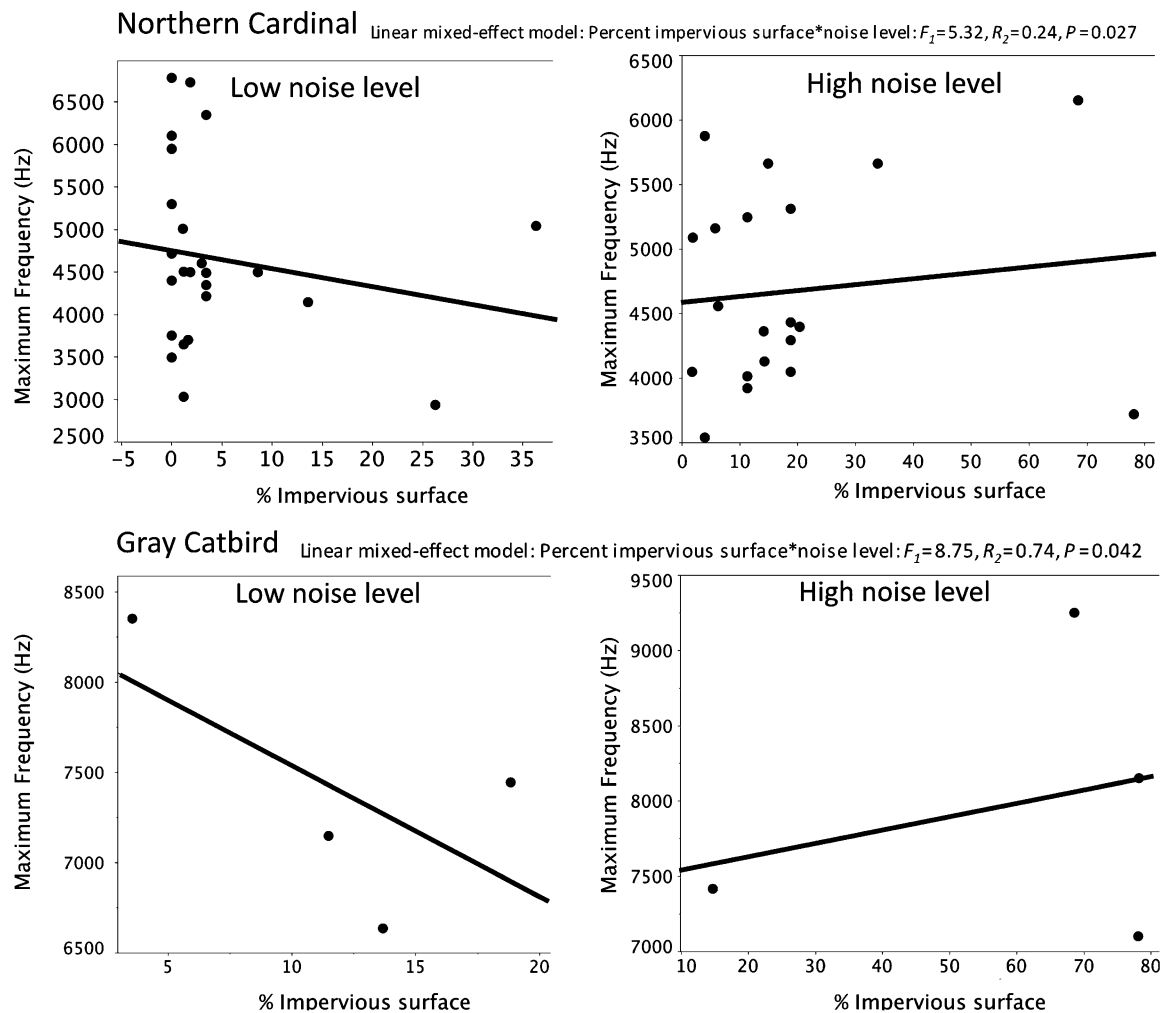 Northern Cardinal Linear mixed-effect model: Percent impervious surface*noise level: F1=5.32, R2=0.24, P=0.027
Low noise level
Maximum Frequency (Hz)
6500
6000
5500
5000
4500
4000
3500
3000
2500
−5 0 5 10 15 20 25 30 35
% Impervious surface
High noise level
Maximum Frequency (Hz)
6500
6000
5500
5000
4500
4000
3500
0 10 20 30 40 50 60 70 80
% Impervious surface
Gray Catbird Linear mixed-effect model: Percent impervious surface*noise level: F1=8.75, R2=0.74, P=0.042
Low noise level
Maximum Frequency (Hz)
8500
8000
7500
7000
6500
5 10 15 20
% Impervious surface
High noise level
Maximum Frequency (Hz)
9500
9000
8500
8000
7500
7000
10 20 30 40 50 60 70 80
% Impervious surface